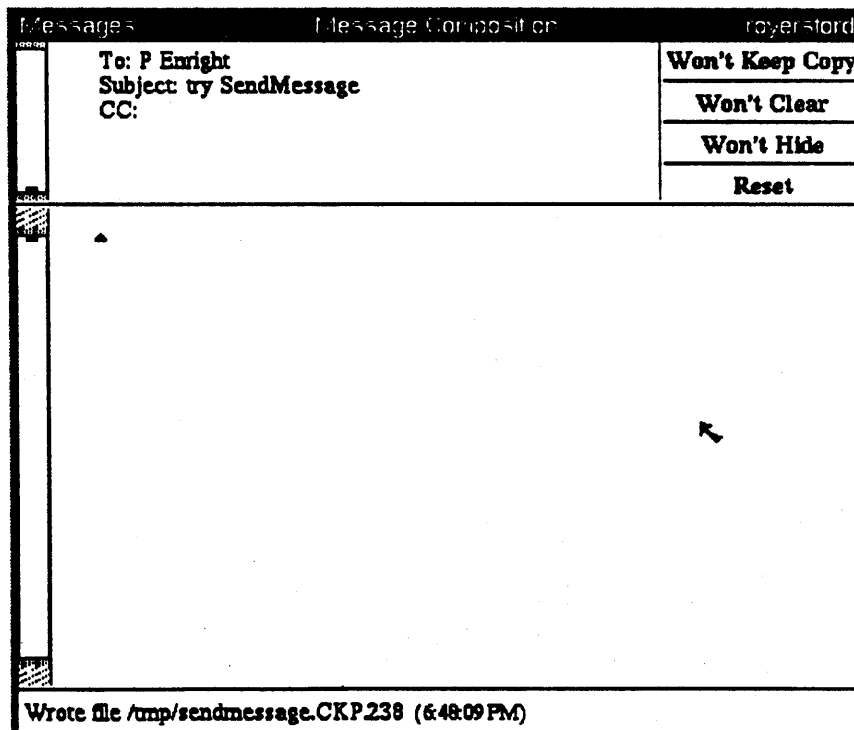 Messages Message Composition royersford
To: P Enright
Subject: try SendMessage
CC:
Won't Keep Copy
Won't Clear
Won't Hide
Reset
Wrote file /tmp/sendmessage.CKP.238 (6:48:09 PM)